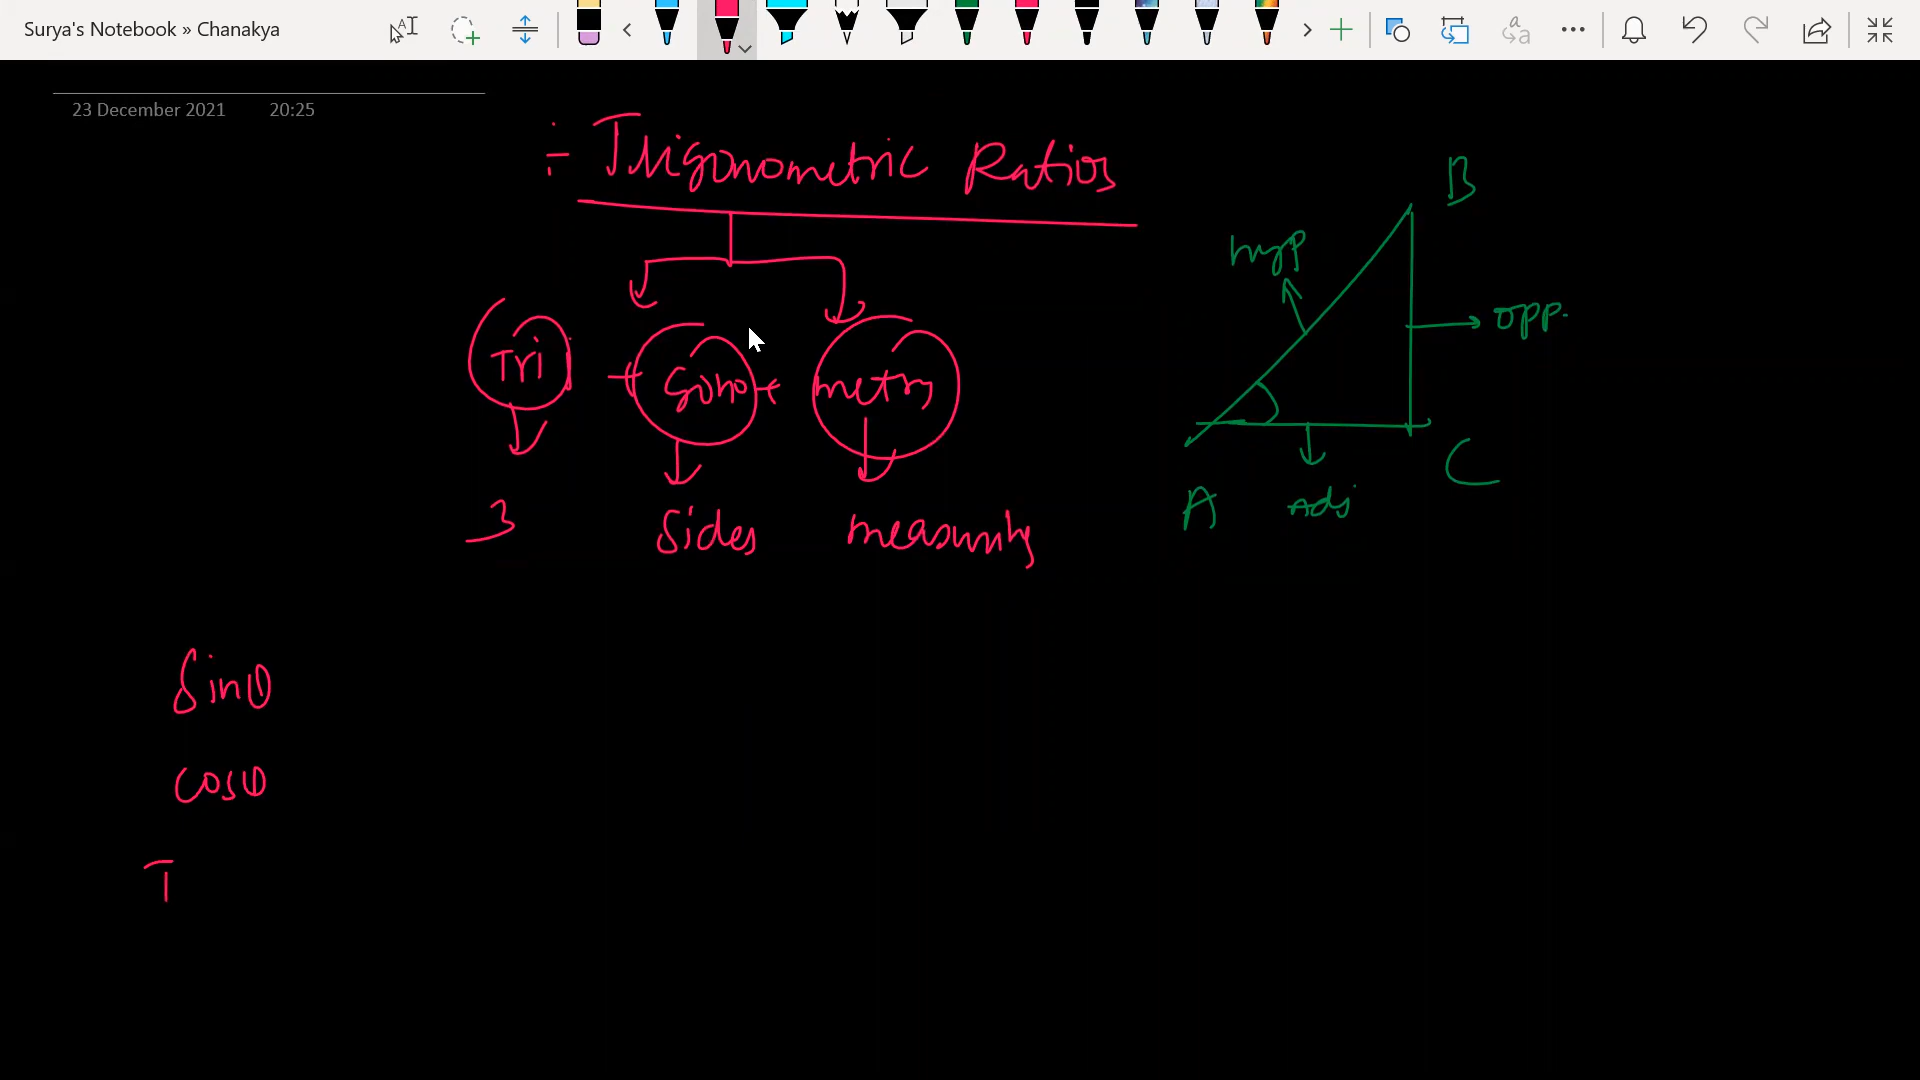 Surya's Notebook » Chanakya
23 December 2021 20:25
÷ Trigonometric Ratios
Tri + Gono + metry
3 Sides measuring
B
hyp
opp.
A Adj C
Sinθ
cosθ
T